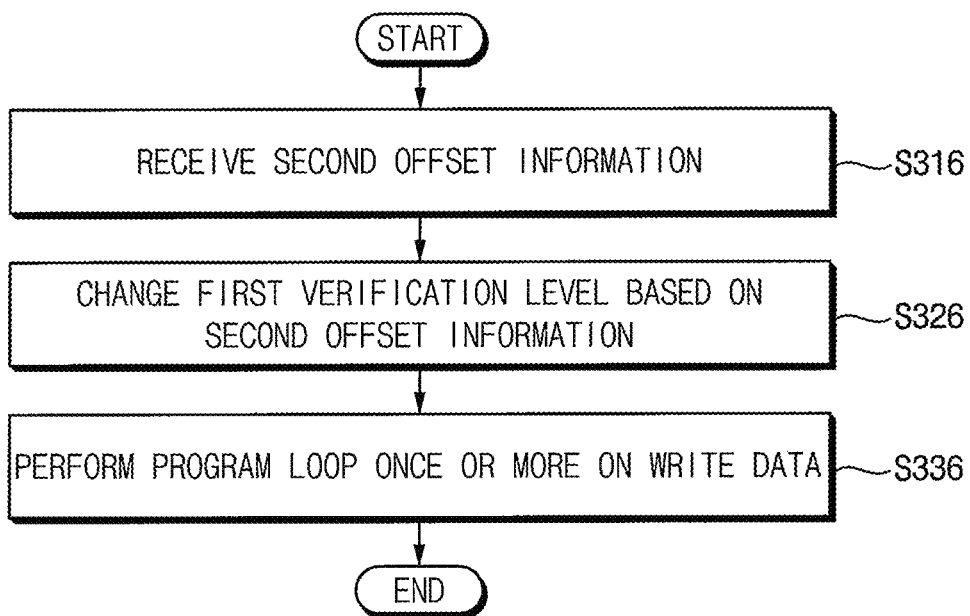 START
RECEIVE SECOND OFFSET INFORMATION
S316
CHANGE FIRST VERIFICATION LEVEL BASED ON
SECOND OFFSET INFORMATION
S326
PERFORM PROGRAM LOOP ONCE OR MORE ON WRITE DATA
S336
END